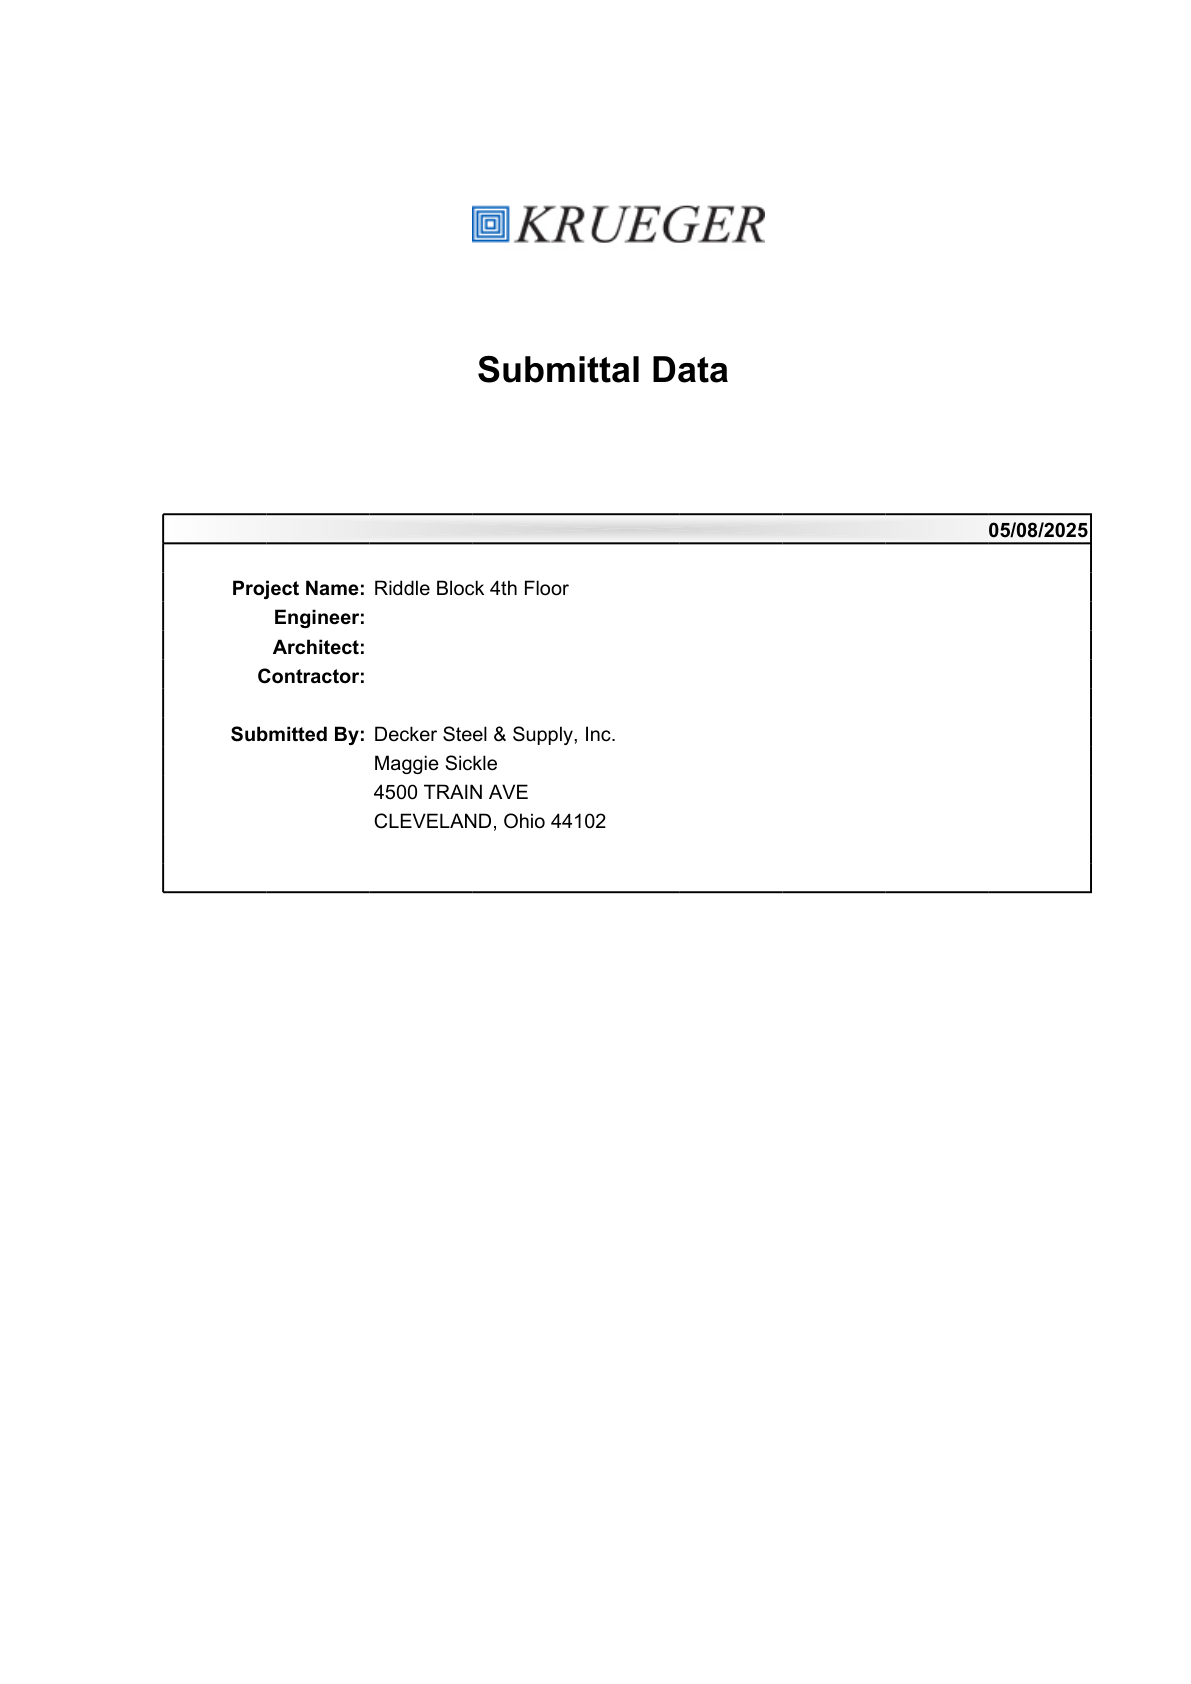 KRUEGER
Submittal Data
05/08/2025
Project Name: Riddle Block 4th Floor
Engineer:
Architect:
Contractor:
Submitted By: Decker Steel & Supply, Inc.
Maggie Sickle
4500 TRAIN AVE
CLEVELAND, Ohio 44102